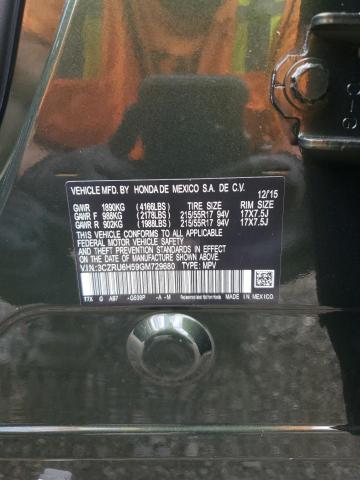 VEHICLE MFD. BY HONDA DE MEXICO S.A. DE C.V.
12/15
GVWR 1890KG (4166LBS) TIRE SIZE RIM SIZE
GAWR F 988KG (2178LBS) 215/55R17 94V 17X7.5J
GAWR R 902KG (1988LBS) 215/55R17 94V 17X7.5J
THIS VEHICLE CONFORMS TO ALL APPLICABLE
FEDERAL MOTOR VEHICLE SAFETY AND THEFT
PREVENTION STANDARDS IN EFFECT ON THE
DATE OF MANUFACTURE SHOWN ABOVE.
V.I.N.:3CZRU6H59GM729680 TYPE: MPV
T7X G A97 -G539P -A -M
MADE IN MEXICO